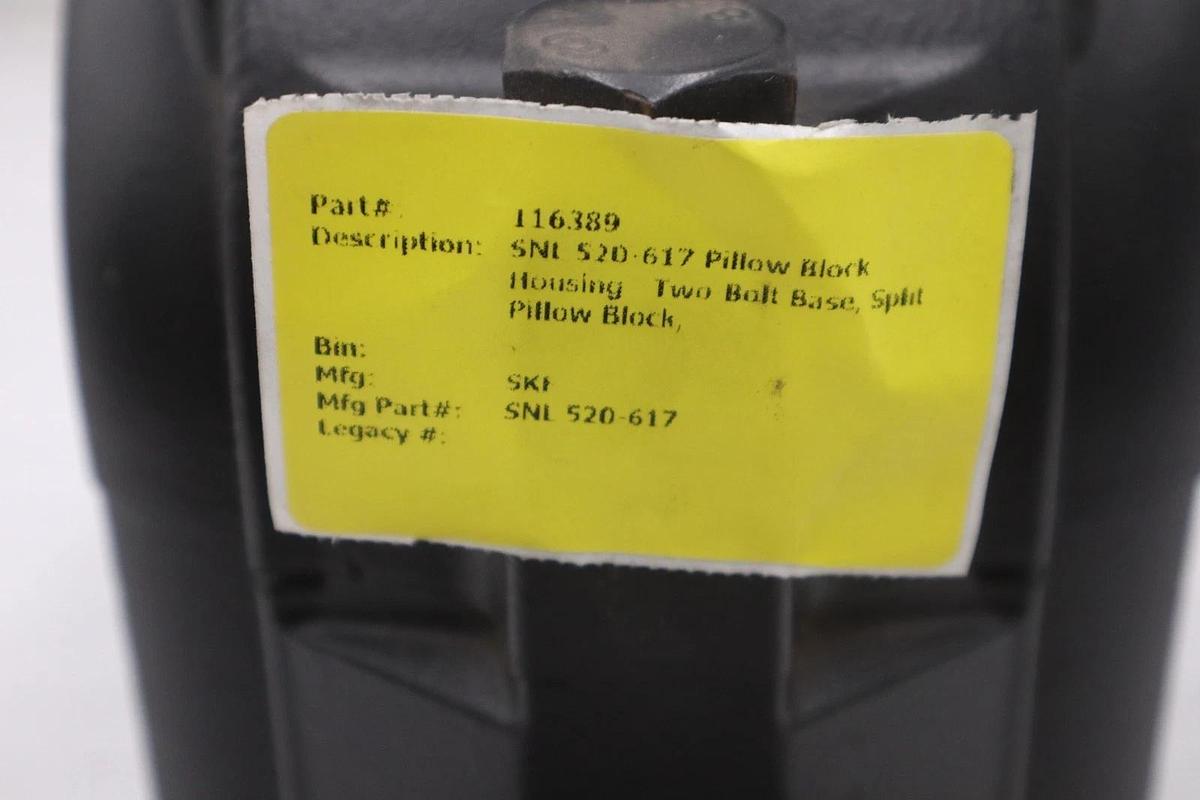 Part#: 116389
Description: SNL 520-617 Pillow Block
Housing Two Bolt Base, Split
Pillow Block,
Bin:
Mfg: SKF
Mfg Part#: SNL 520-617
Legacy #: